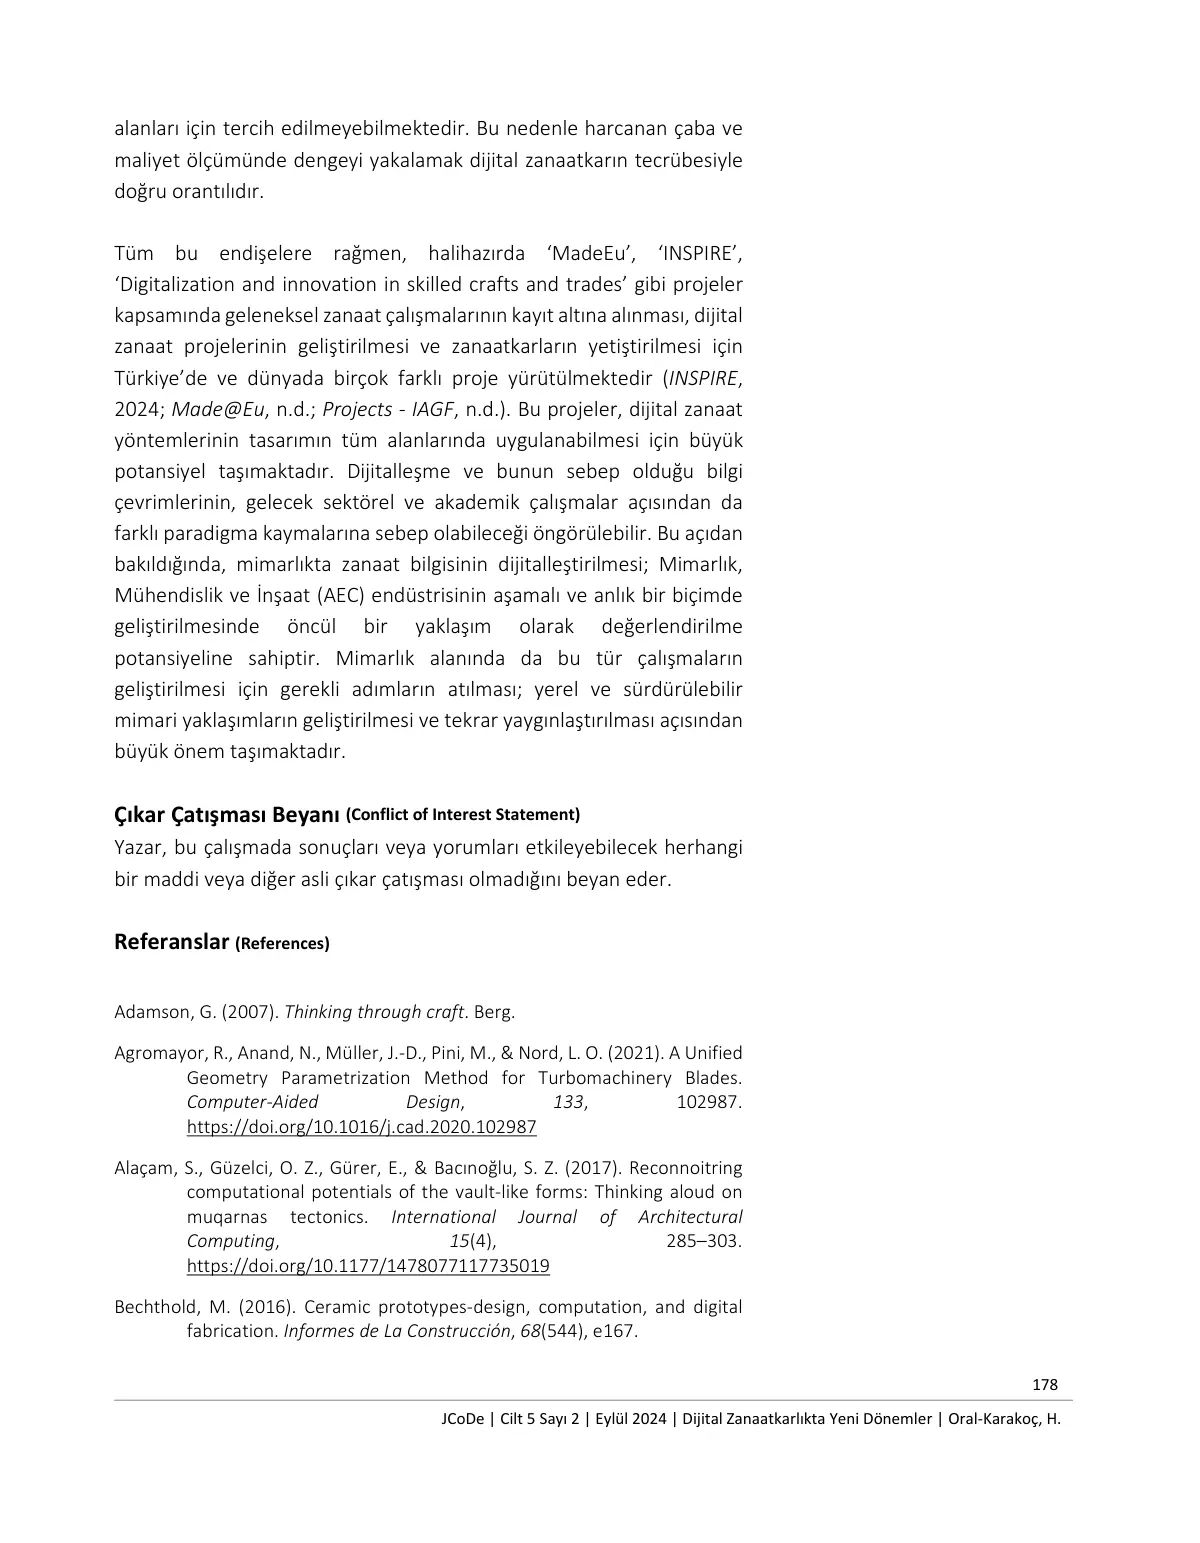 alanları için tercih edilmeyebilmektedir. Bu nedenle harcanan çaba ve
maliyet ölçümünde dengeyi yakalamak dijital zanaatkarın tecrübesiyle
doğru orantılıdır.
Tüm bu endişelere rağmen, halihazırda ‘MadeEu’, ‘INSPIRE’,
‘Digitalization and innovation in skilled crafts and trades’ gibi projeler
kapsamında geleneksel zanaat çalışmalarının kayıt altına alınması, dijital
zanaat projelerinin geliştirilmesi ve zanaatkarların yetiştirilmesi için
Türkiye’de ve dünyada birçok farklı proje yürütülmektedir (INSPIRE,
2024; Made@Eu, n.d.; Projects - IAGF, n.d.). Bu projeler, dijital zanaat
yöntemlerinin tasarımın tüm alanlarında uygulanabilmesi için büyük
potansiyel taşımaktadır. Dijitalleşme ve bunun sebep olduğu bilgi
çevrimlerinin, gelecek sektörel ve akademik çalışmalar açısından da
farklı paradigma kaymalarına sebep olabileceği öngörülebilir. Bu açıdan
bakıldığında, mimarlıkta zanaat bilgisinin dijitalleştirilmesi; Mimarlık,
Mühendislik ve İnşaat (AEC) endüstrisinin aşamalı ve anlık bir biçimde
geliştirilmesinde öncül bir yaklaşım olarak değerlendirilme
potansiyeline sahiptir. Mimarlık alanında da bu tür çalışmaların
geliştirilmesi için gerekli adımların atılması; yerel ve sürdürülebilir
mimari yaklaşımların geliştirilmesi ve tekrar yaygınlaştırılması açısından
büyük önem taşımaktadır.
Çıkar Çatışması Beyanı (Conflict of Interest Statement)
Yazar, bu çalışmada sonuçları veya yorumları etkileyebilecek herhangi
bir maddi veya diğer asli çıkar çatışması olmadığını beyan eder.
Referanslar (References)
Adamson, G. (2007). Thinking through craft. Berg.
Agromayor, R., Anand, N., Müller, J.-D., Pini, M., & Nord, L. O. (2021). A Unified
Geometry Parametrization Method for Turbomachinery Blades.
Computer-Aided Design, 133, 102987.
https://doi.org/10.1016/j.cad.2020.102987
Alaçam, S., Güzelci, O. Z., Gürer, E., & Bacınoğlu, S. Z. (2017). Reconnoitring
computational potentials of the vault-like forms: Thinking aloud on
muqarnas tectonics. International Journal of Architectural
Computing, 15(4), 285–303.
https://doi.org/10.1177/1478077117735019
Bechthold, M. (2016). Ceramic prototypes-design, computation, and digital
fabrication. Informes de La Construcción, 68(544), e167.
178
JCoDe | Cilt 5 Sayı 2 | Eylül 2024 | Dijital Zanaatkarlıkta Yeni Dönemler | Oral-Karakoç, H.